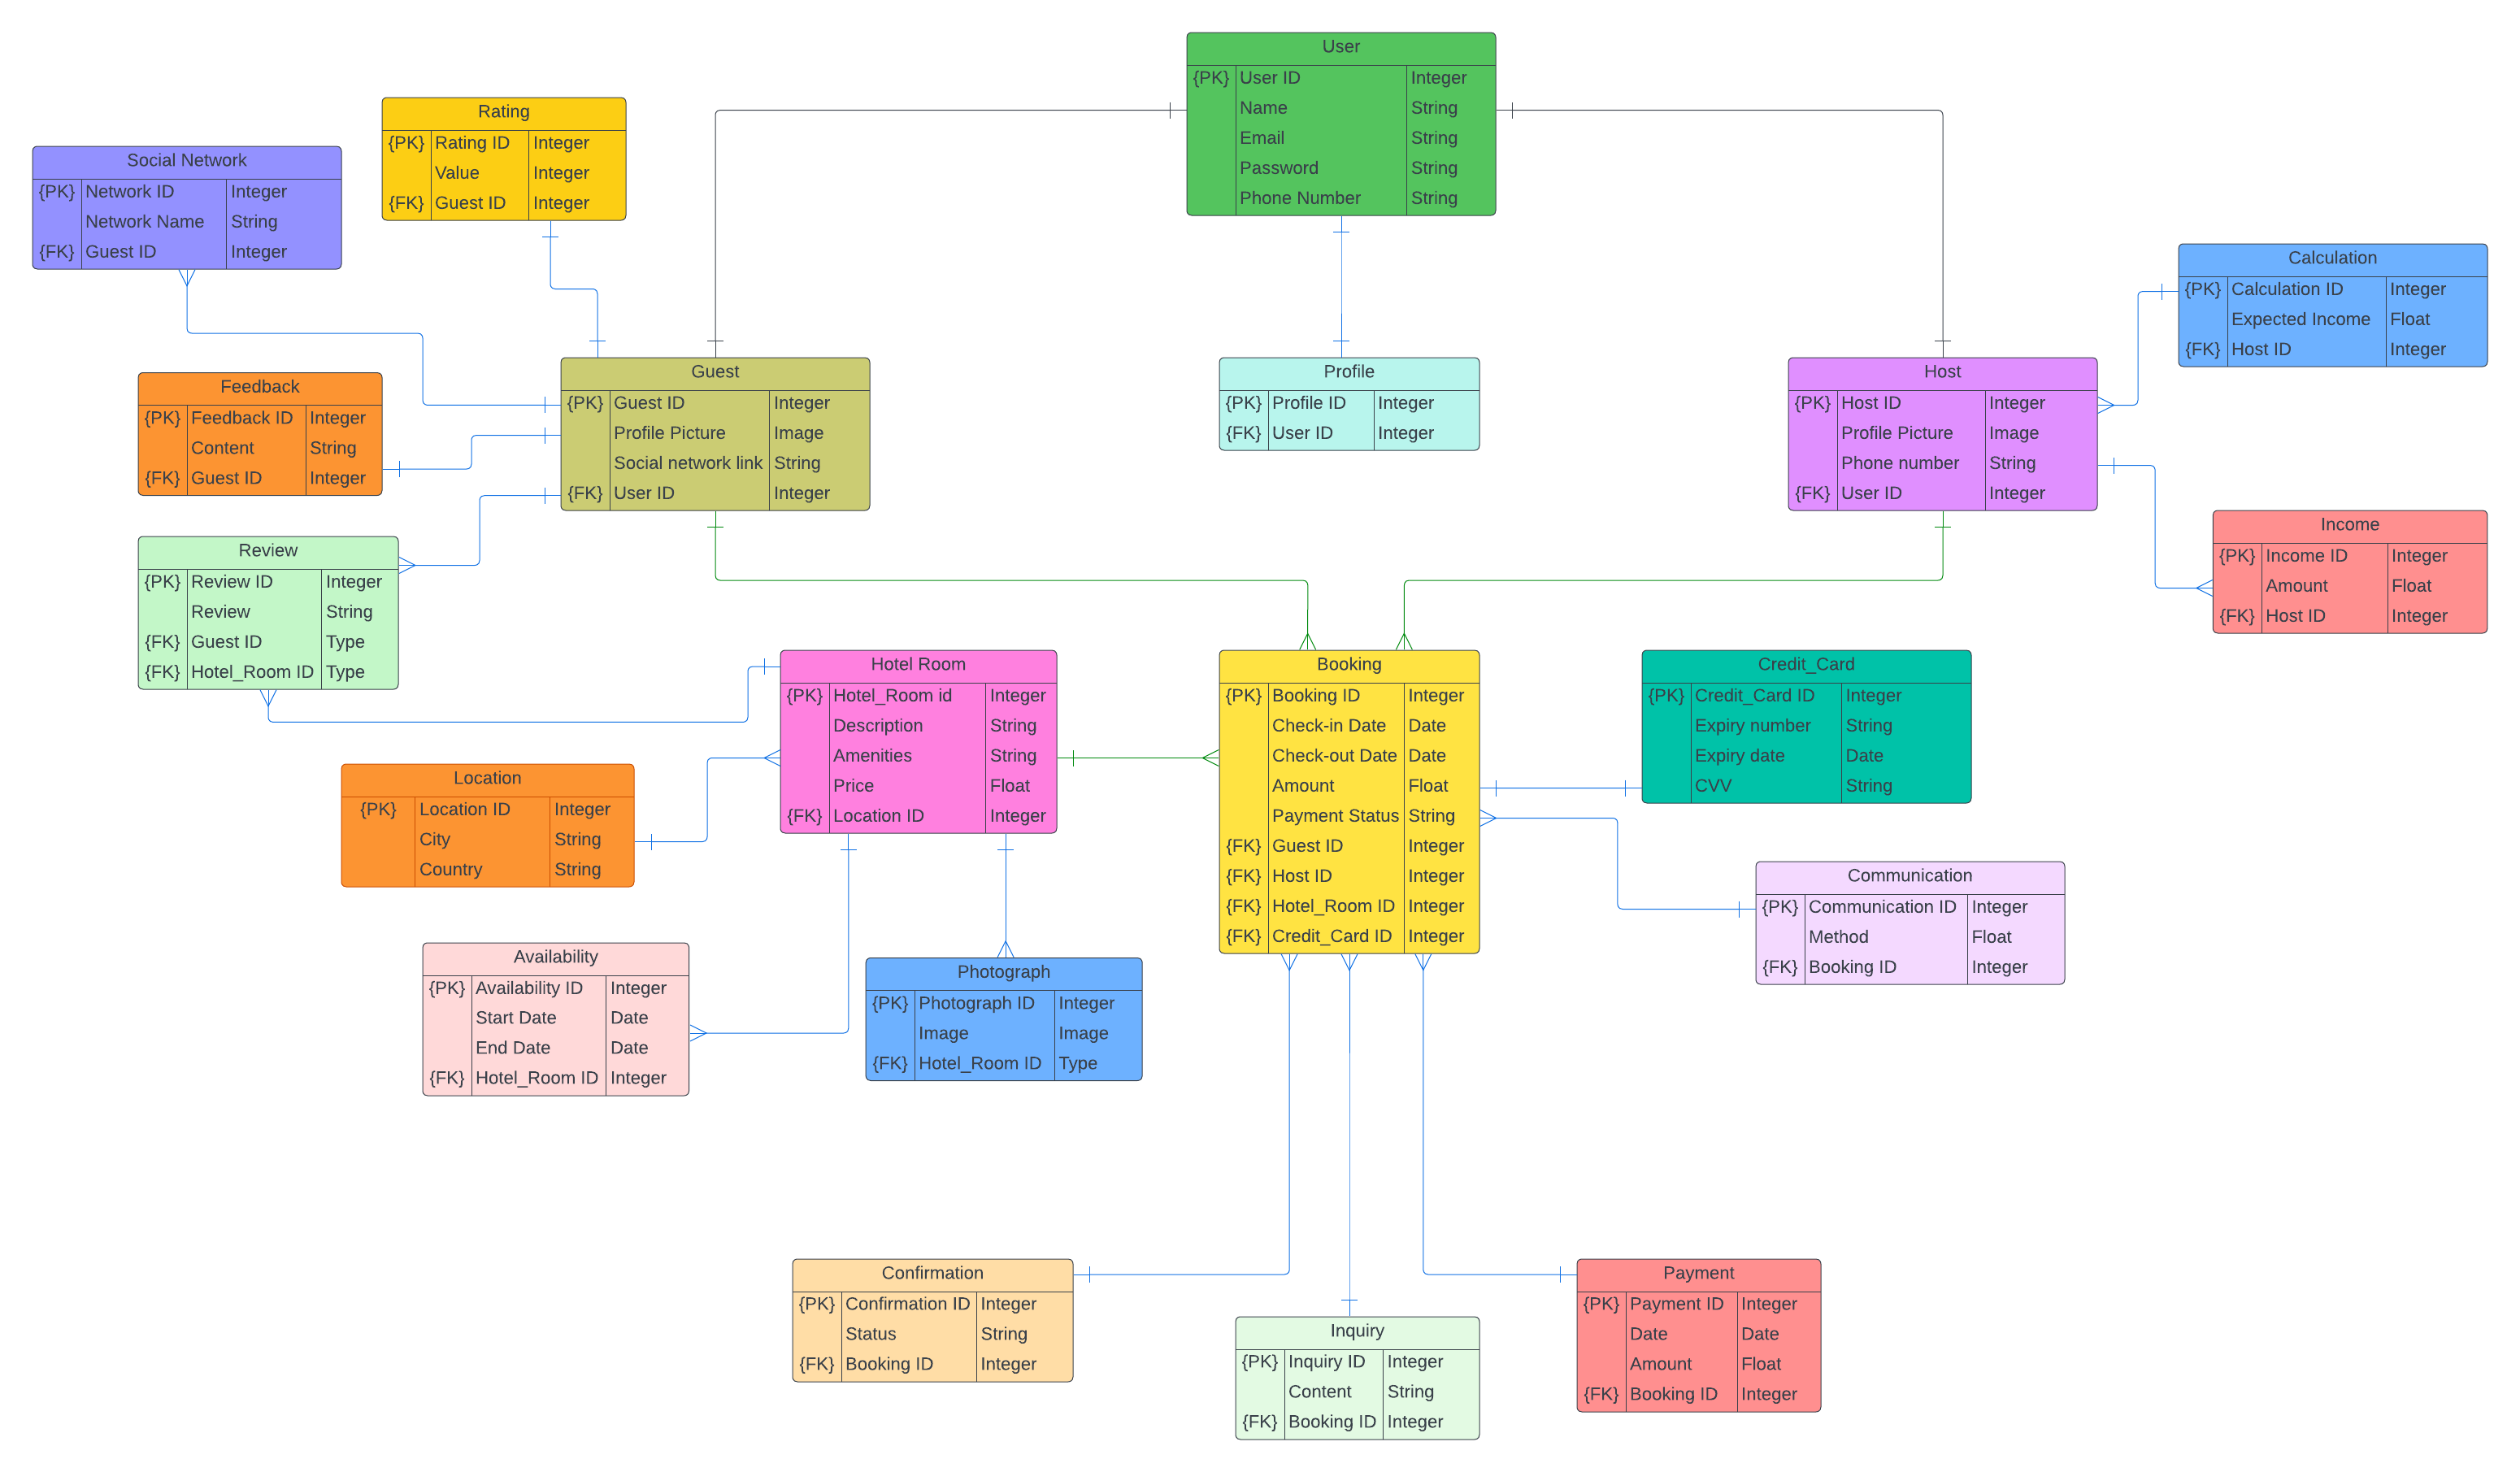 User
{PK} User ID Integer
Name String
Email String
Password String
Phone Number String
Rating
{PK} Rating ID Integer
Value Integer
{FK} Guest ID Integer
Social Network
{PK} Network ID Integer
Network Name String
{FK} Guest ID Integer
Calculation
{PK} Calculation ID Integer
Expected Income Float
{FK} Host ID Integer
Feedback
{PK} Feedback ID Integer
Content String
{FK} Guest ID Integer
Guest
{PK} Guest ID Integer
Profile Picture Image
Social network link String
{FK} User ID Integer
Profile
{PK} Profile ID Integer
{FK} User ID Integer
Host
{PK} Host ID Integer
Profile Picture Image
Phone number String
{FK} User ID Integer
Income
{PK} Income ID Integer
Amount Float
{FK} Host ID Integer
Review
{PK} Review ID Integer
Review String
{FK} Guest ID Type
{FK} Hotel_Room ID Type
Hotel Room
{PK} Hotel_Room id Integer
Description String
Amenities String
Price Float
{FK} Location ID Integer
Booking
{PK} Booking ID Integer
Check-in Date Date
Check-out Date Date
Amount Float
Payment Status String
{FK} Guest ID Integer
{FK} Host ID Integer
{FK} Hotel_Room ID Integer
{FK} Credit_Card ID Integer
Credit_Card
{PK} Credit_Card ID Integer
Expiry number String
Expiry date Date
CVV String
Location
{PK} Location ID Integer
City String
Country String
Communication
{PK} Communication ID Integer
Method Float
{FK} Booking ID Integer
Availability
{PK} Availability ID Integer
Start Date Date
End Date Date
{FK} Hotel_Room ID Integer
Photograph
{PK} Photograph ID Integer
Image Image
{FK} Hotel_Room ID Type
Confirmation
{PK} Confirmation ID Integer
Status String
{FK} Booking ID Integer
Inquiry
{PK} Inquiry ID Integer
Content String
{FK} Booking ID Integer
Payment
{PK} Payment ID Integer
Date Date
Amount Float
{FK} Booking ID Integer